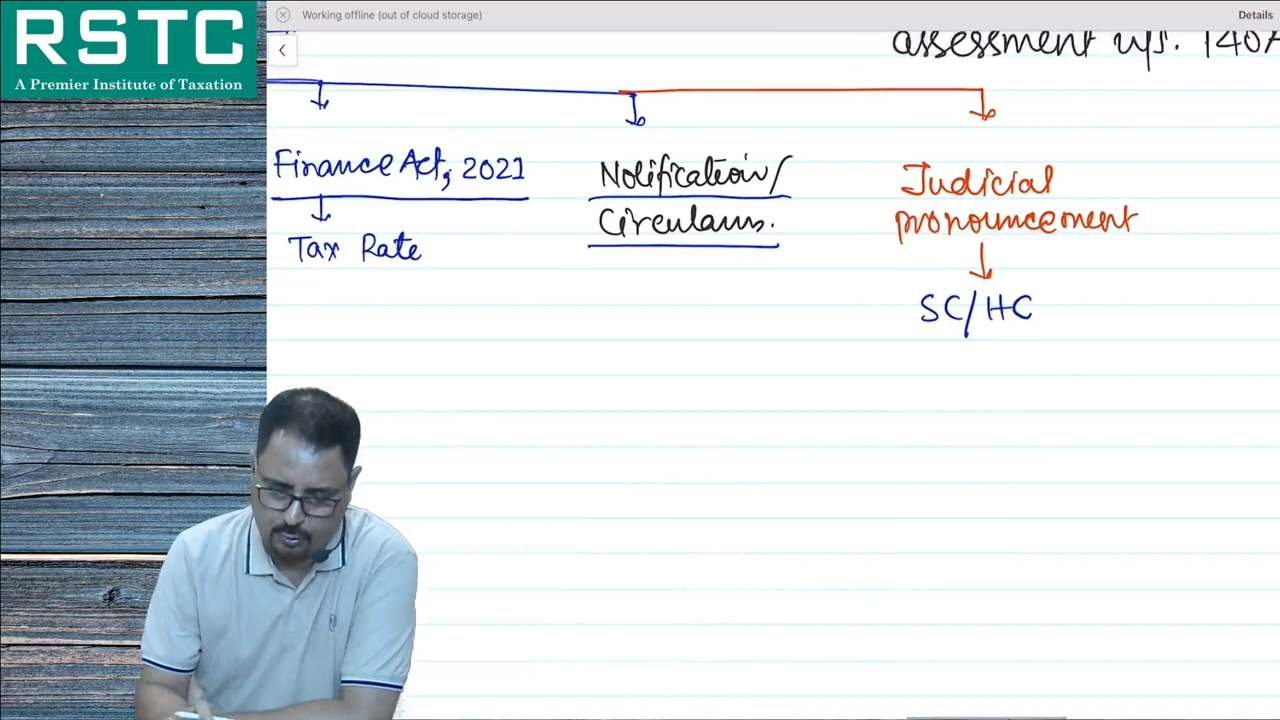 RSTC
A Premier Institute of Taxation
Working offline (out of cloud storage)
Details
assessment u/s. 140A
Finance Act, 2021
Tax Rate
Notification/
Circulars.
Judicial
pronouncement
SC/HC